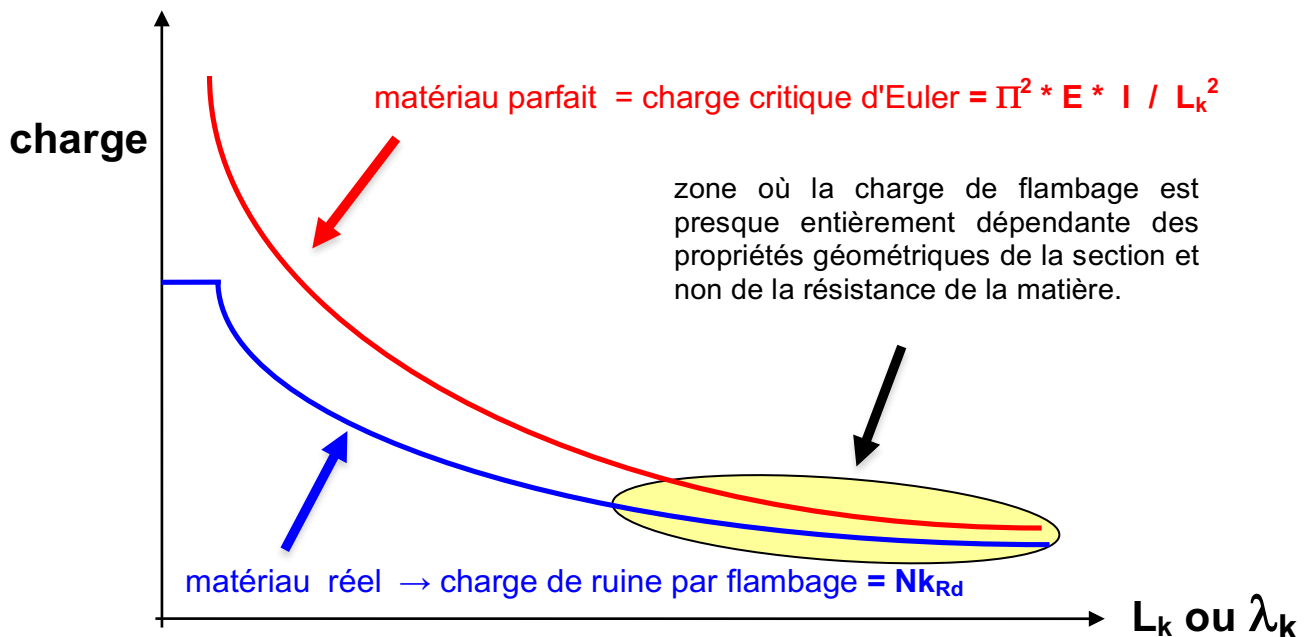 matériau parfait = charge critique d'Euler = Π² * E * I / Lₖ²
charge
zone où la charge de flambage est
presque entièrement dépendante des
propriétés géométriques de la section et
non de la résistance de la matière.
matériau réel → charge de ruine par flambage = Nk_Rd
Lₖ ou λₖ